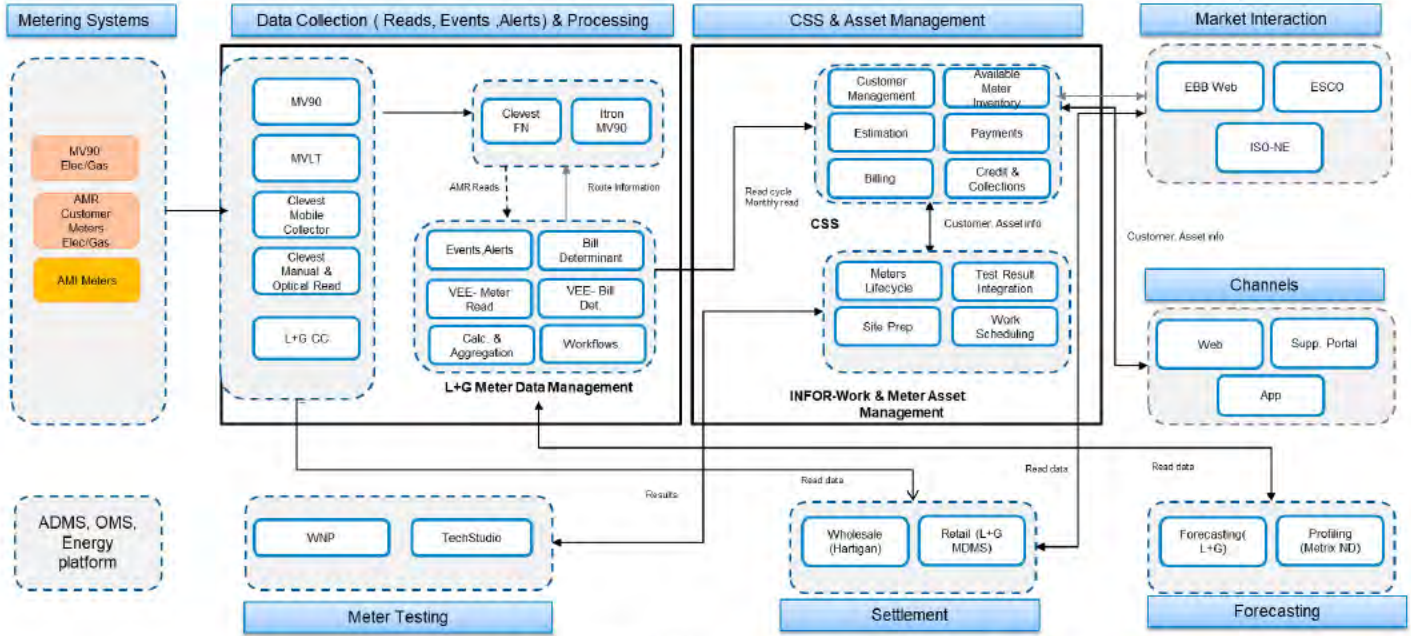 Metering Systems
Data Collection ( Reads, Events ,Alerts) & Processing
CSS & Asset Management
Market Interaction
MV90
Elec/Gas
AMR
Customer
Meters
Elec/Gas
AMI Meters
MV90
MVLT
Clevest
Mobile
Collector
Clevest
Manual &
Optical Read
L+G CC
Clevest
FN
Itron
MV90
AMR Reads
Route Information
Events,Alerts
Bill
Determinant
VEE- Meter
Read
VEE- Bill
Det.
Calc. &
Aggregation
Workflows
L+G Meter Data Management
Read cycle
Monthly read
Customer
Management
Available
Meter
Inventory
Estimation
Payments
Billing
Credit &
Collections
CSS
Customer. Asset info
Meters
Lifecycle
Test Result
Integration
Site Prep
Work
Scheduling
INFOR-Work & Meter Asset
Management
EBB Web
ESCO
ISO-NE
Customer. Asset info
Channels
Web
Supp. Portal
App
Results
Read data
Read data
Read data
ADMS, OMS,
Energy
platform
WNP
TechStudio
Meter Testing
Wholesale
(Hartigan)
Retail (L+G
MDMS)
Settlement
Forecasting(
L+G)
Profiling
(Metrix ND)
Forecasting